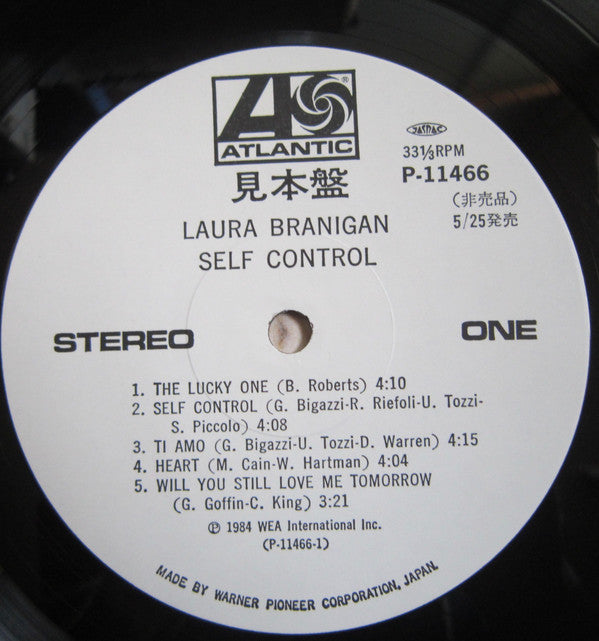 ®
ATLANTIC
見本盤
JASRAC
33⅓RPM
P-11466
(非売品)
5/25発売
LAURA BRANIGAN
SELF CONTROL
STEREO
ONE
1. THE LUCKY ONE (B. Roberts) 4:10
2. SELF CONTROL (G. Bigazzi-R. Riefoli-U. Tozzi-
S. Piccolo) 4:08
3. TI AMO (G. Bigazzi-U. Tozzi-D. Warren) 4:15
4. HEART (M. Cain-W. Hartman) 4:04
5. WILL YOU STILL LOVE ME TOMORROW
(G. Goffin-C. King) 3:21
℗ 1984 WEA International Inc.
(P-11466-1)
MADE BY WARNER PIONEER CORPORATION, JAPAN.